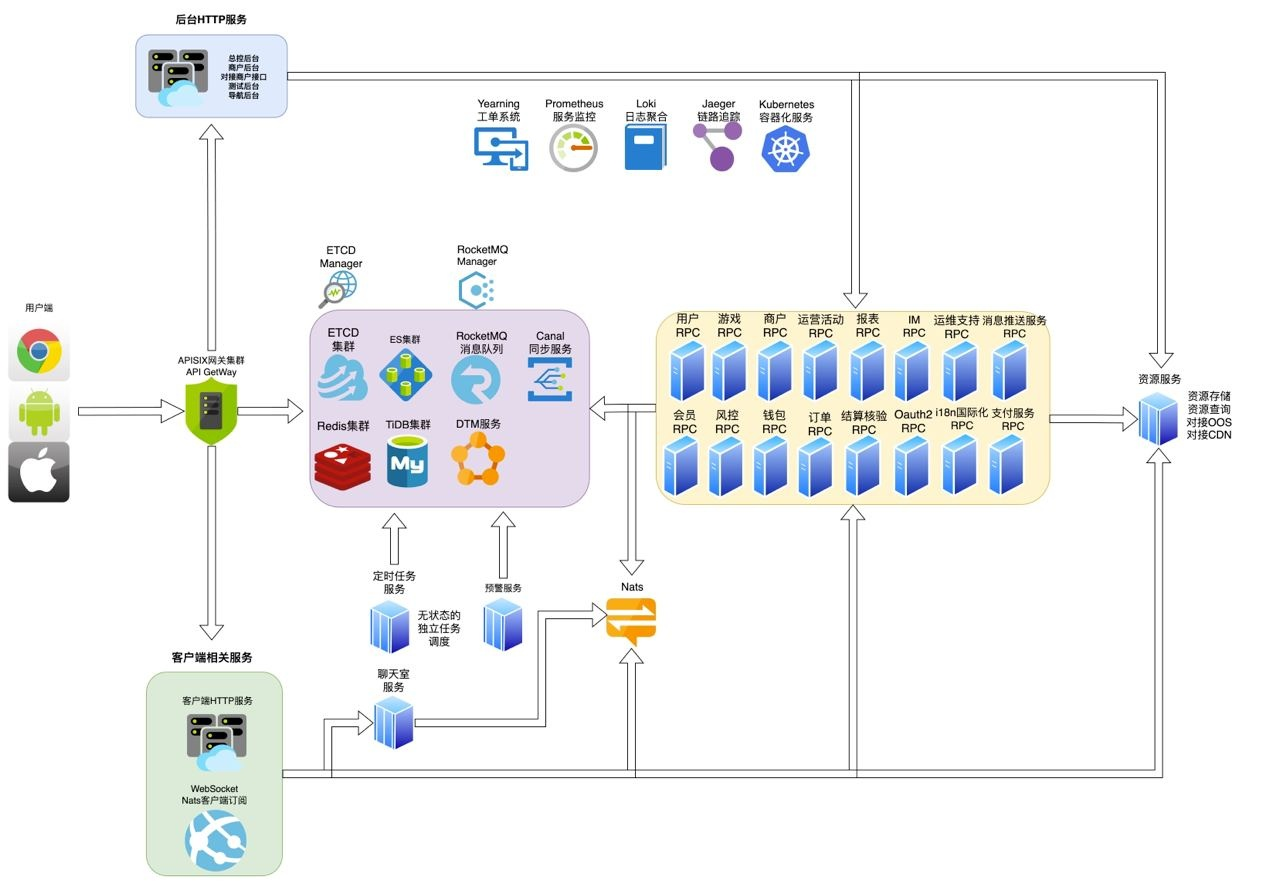 后台HTTP服务
总控后台
商户后台
对接商户接口
测试后台
导航后台
Yearning
工单系统
Prometheus
服务监控
Loki
日志聚合
Jaeger
链路追踪
Kubernetes
容器化服务
ETCD
Manager
RocketMQ
Manager
用户端
APISIX网关集群
API GetWay
ETCD
集群
ES集群
RocketMQ
消息队列
Canal
同步服务
Redis集群
TiDB集群
My
DTM服务
用户
RPC
游戏
RPC
商户
RPC
运营活动
RPC
报表
RPC
IM
RPC
运维支持
RPC
消息推送服务
RPC
会员
RPC
风控
RPC
钱包
RPC
订单
RPC
结算核验
RPC
Oauth2
RPC
i18n国际化
RPC
支付服务
RPC
资源服务
资源存储
资源查询
对接OOS
对接CDN
定时任务
服务
无状态的
独立任务
调度
预警服务
Nats
聊天室
服务
客户端相关服务
客户端HTTP服务
WebSocket
Nats客户端订阅